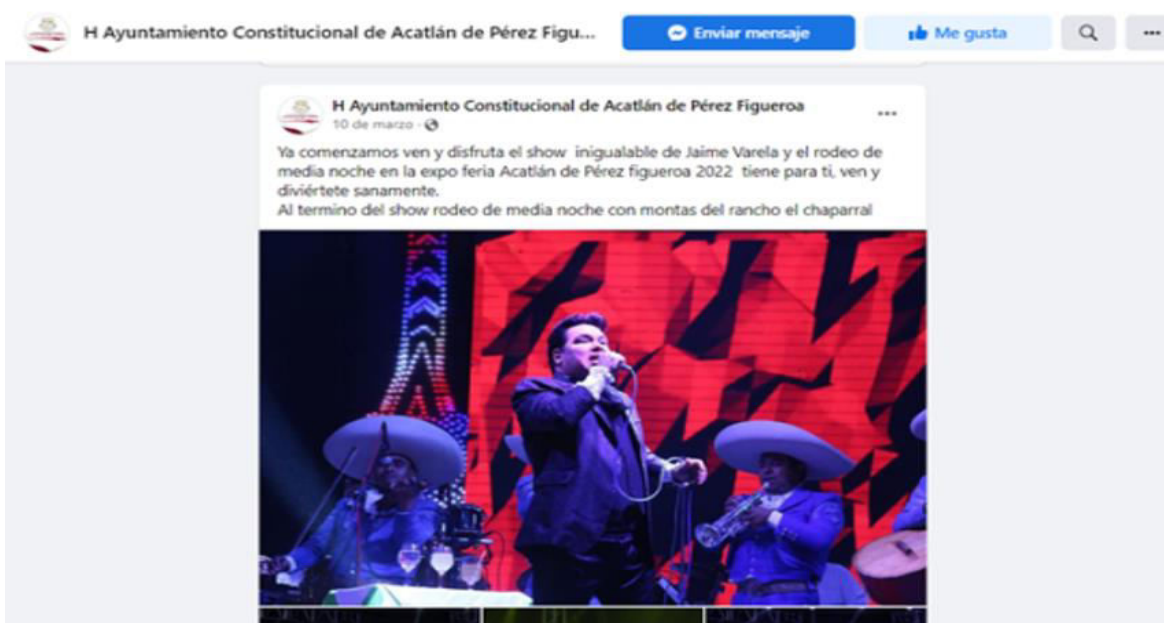 H Ayuntamiento Constitucional de Acatlán de Pérez Figu...
Enviar mensaje
Me gusta
H Ayuntamiento Constitucional de Acatlán de Pérez Figueroa
10 de marzo ·
Ya comenzamos ven y disfruta el show inigualable de Jaime Varela y el rodeo de
media noche en la expo feria Acatlán de Pérez figueroa 2022 tiene para ti, ven y
diviértete sanamente.
Al termino del show rodeo de media noche con montas del rancho el chaparral